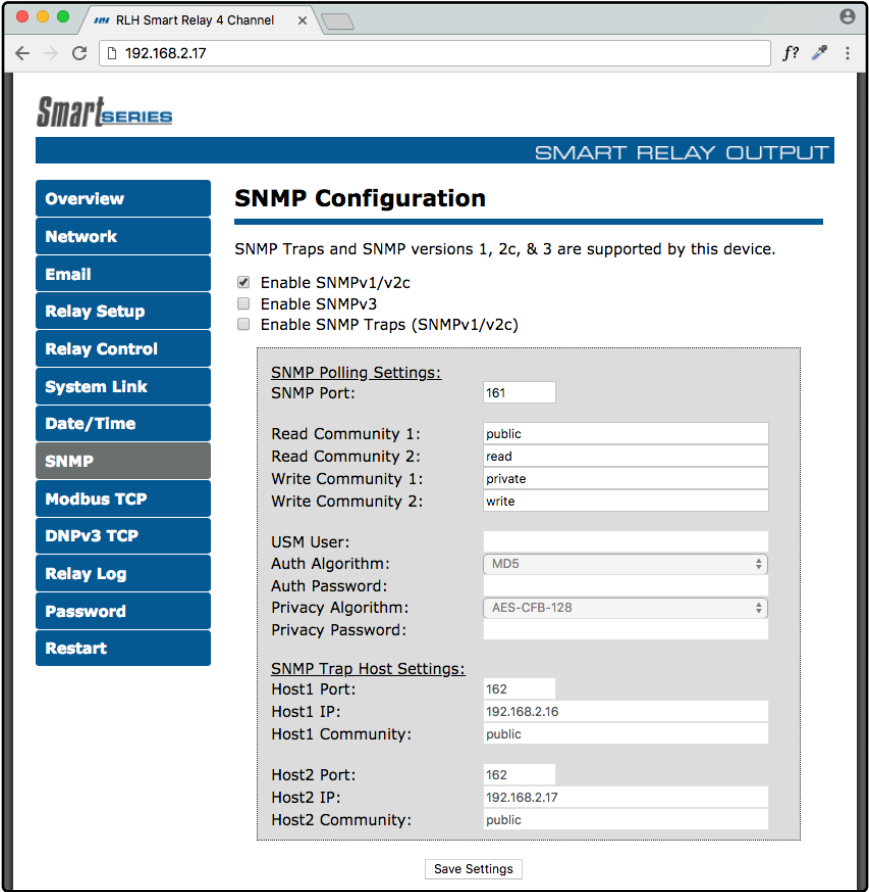 RLH Smart Relay 4 Channel
192.168.2.17
f?
Smart SERIES
SMART RELAY OUTPUT
Overview
Network
Email
Relay Setup
Relay Control
System Link
Date/Time
SNMP
Modbus TCP
DNPv3 TCP
Relay Log
Password
Restart
SNMP Configuration
SNMP Traps and SNMP versions 1, 2c, & 3 are supported by this device.
Enable SNMPv1/v2c
Enable SNMPv3
Enable SNMP Traps (SNMPv1/v2c)
SNMP Polling Settings:
SNMP Port: 161
Read Community 1: public
Read Community 2: read
Write Community 1: private
Write Community 2: write
USM User:
Auth Algorithm: MD5
Auth Password:
Privacy Algorithm: AES-CFB-128
Privacy Password:
SNMP Trap Host Settings:
Host1 Port: 162
Host1 IP: 192.168.2.16
Host1 Community: public
Host2 Port: 162
Host2 IP: 192.168.2.17
Host2 Community: public
Save Settings